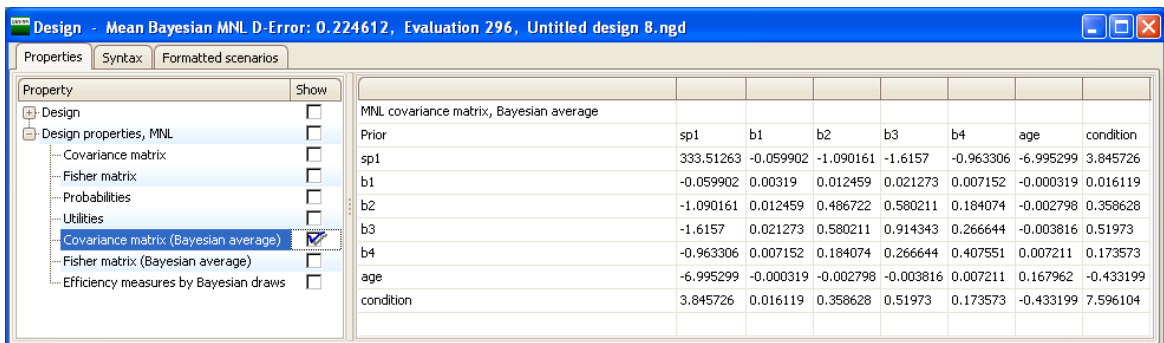 Design - Mean Bayesian MNL D-Error: 0.224612, Evaluation 296, Untitled design 8.ngd
Properties Syntax Formatted scenarios
Property Show
Design
Design properties, MNL
Covariance matrix
Fisher matrix
Probabilities
Utilities
Covariance matrix (Bayesian average)
Fisher matrix (Bayesian average)
Efficiency measures by Bayesian draws
MNL covariance matrix, Bayesian average
Prior sp1 b1 b2 b3 b4 age condition
sp1 333.51263 -0.059902 -1.090161 -1.6157 -0.963306 -6.995299 3.845726
b1 -0.059902 0.00319 0.012459 0.021273 0.007152 -0.000319 0.016119
b2 -1.090161 0.012459 0.486722 0.580211 0.184074 -0.002798 0.358628
b3 -1.6157 0.021273 0.580211 0.914343 0.266644 -0.003816 0.51973
b4 -0.963306 0.007152 0.184074 0.266644 0.407551 0.007211 0.173573
age -6.995299 -0.000319 -0.002798 -0.003816 0.007211 0.167962 -0.433199
condition 3.845726 0.016119 0.358628 0.51973 0.173573 -0.433199 7.596104